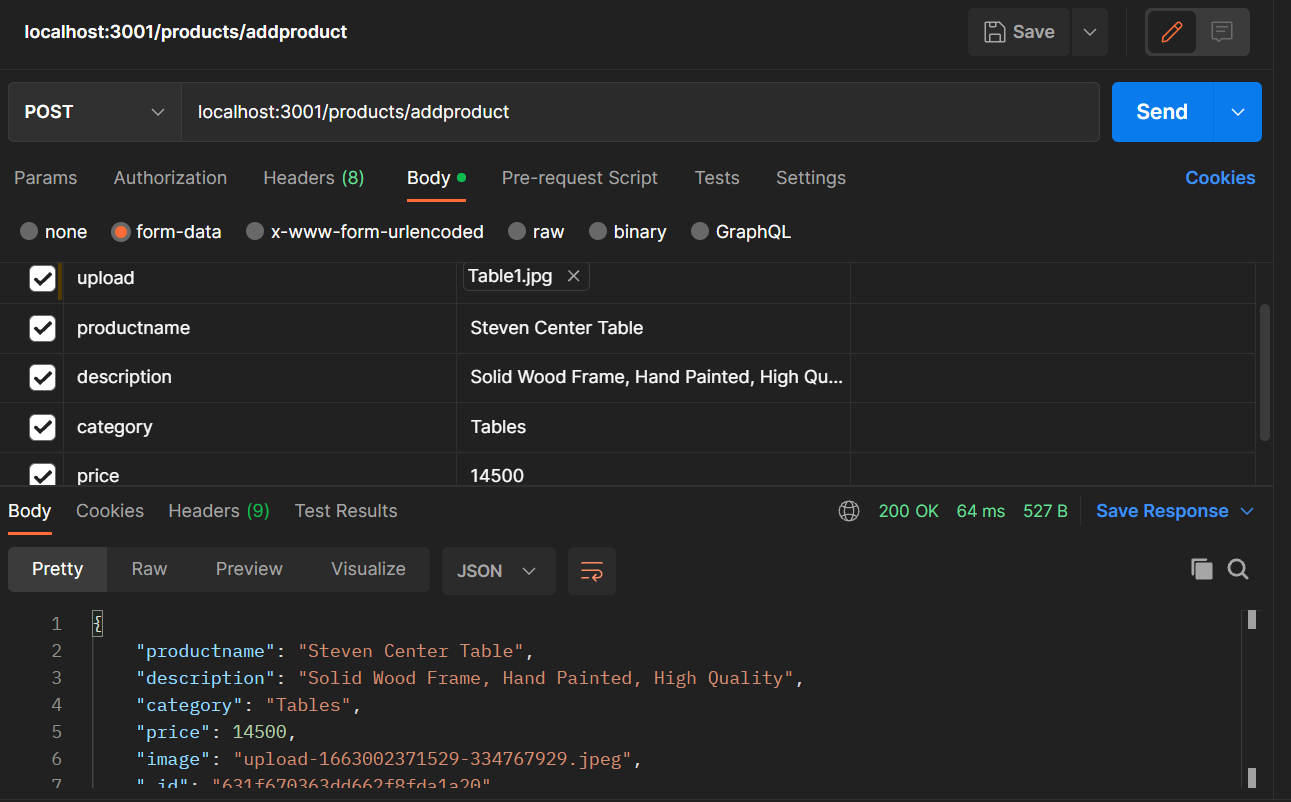 localhost:3001/products/addproduct
Save
POST
localhost:3001/products/addproduct
Send
Params Authorization Headers (8) Body Pre-request Script Tests Settings Cookies
none form-data x-www-form-urlencoded raw binary GraphQL
upload Table1.jpg
productname Steven Center Table
description Solid Wood Frame, Hand Painted, High Qu...
category Tables
price 14500
Body Cookies Headers (9) Test Results 200 OK 64 ms 527 B Save Response
Pretty Raw Preview Visualize JSON
1 {
2 "productname": "Steven Center Table",
3 "description": "Solid Wood Frame, Hand Painted, High Quality",
4 "category": "Tables",
5 "price": 14500,
6 "image": "upload-1663002371529-334767929.jpeg",
7 "_id": "631f670363dd662f8fda1a20"